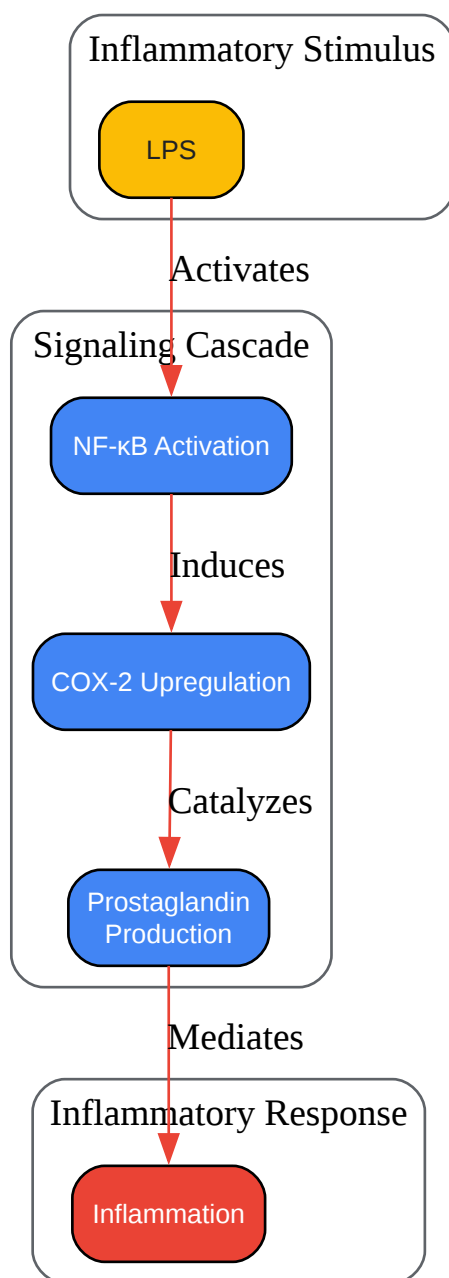 Inflammatory Stimulus
LPS
Activates
Signaling Cascade
NF-κB Activation
Induces
COX-2 Upregulation
Catalyzes
Prostaglandin
Production
Mediates
Inflammatory Response
Inflammation